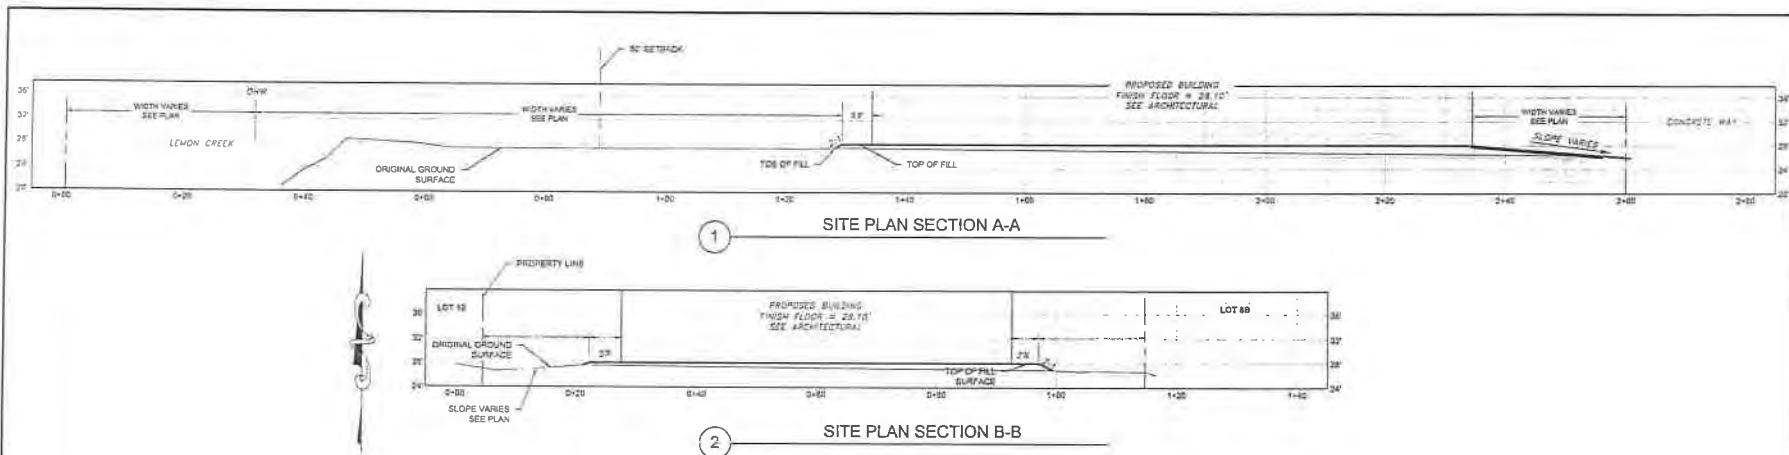 50' SETBACK
OHW
36'
32'
28'
24'
20'
WIDTH VARIES
SEE PLAN
LEMON CREEK
WIDTH VARIES
SEE PLAN
ORIGINAL GROUND
SURFACE
TOE OF FILL
TOP OF FILL
PROPOSED BUILDING
FINISH FLOOR = 28.10'
SEE ARCHITECTURAL
WIDTH VARIES
SEE PLAN
SLOPE VARIES
CONCRETE WAY
0+00
0+20
0+40
0+60
0+80
1+00
1+20
1+40
1+60
1+80
2+00
2+20
2+40
2+60
2+80
1
SITE PLAN SECTION A-A
PROPERTY LINE
LOT 10
36'
32'
28'
24'
ORIGINAL GROUND
SURFACE
SLOPE VARIES
SEE PLAN
PROPOSED BUILDING
FINISH FLOOR = 28.10'
SEE ARCHITECTURAL
TOP OF FILL
SURFACE
2%
LOT 8B
36'
32'
28'
24'
0+00
0+20
0+40
0+60
0+80
1+00
1+20
1+40
2
SITE PLAN SECTION B-B